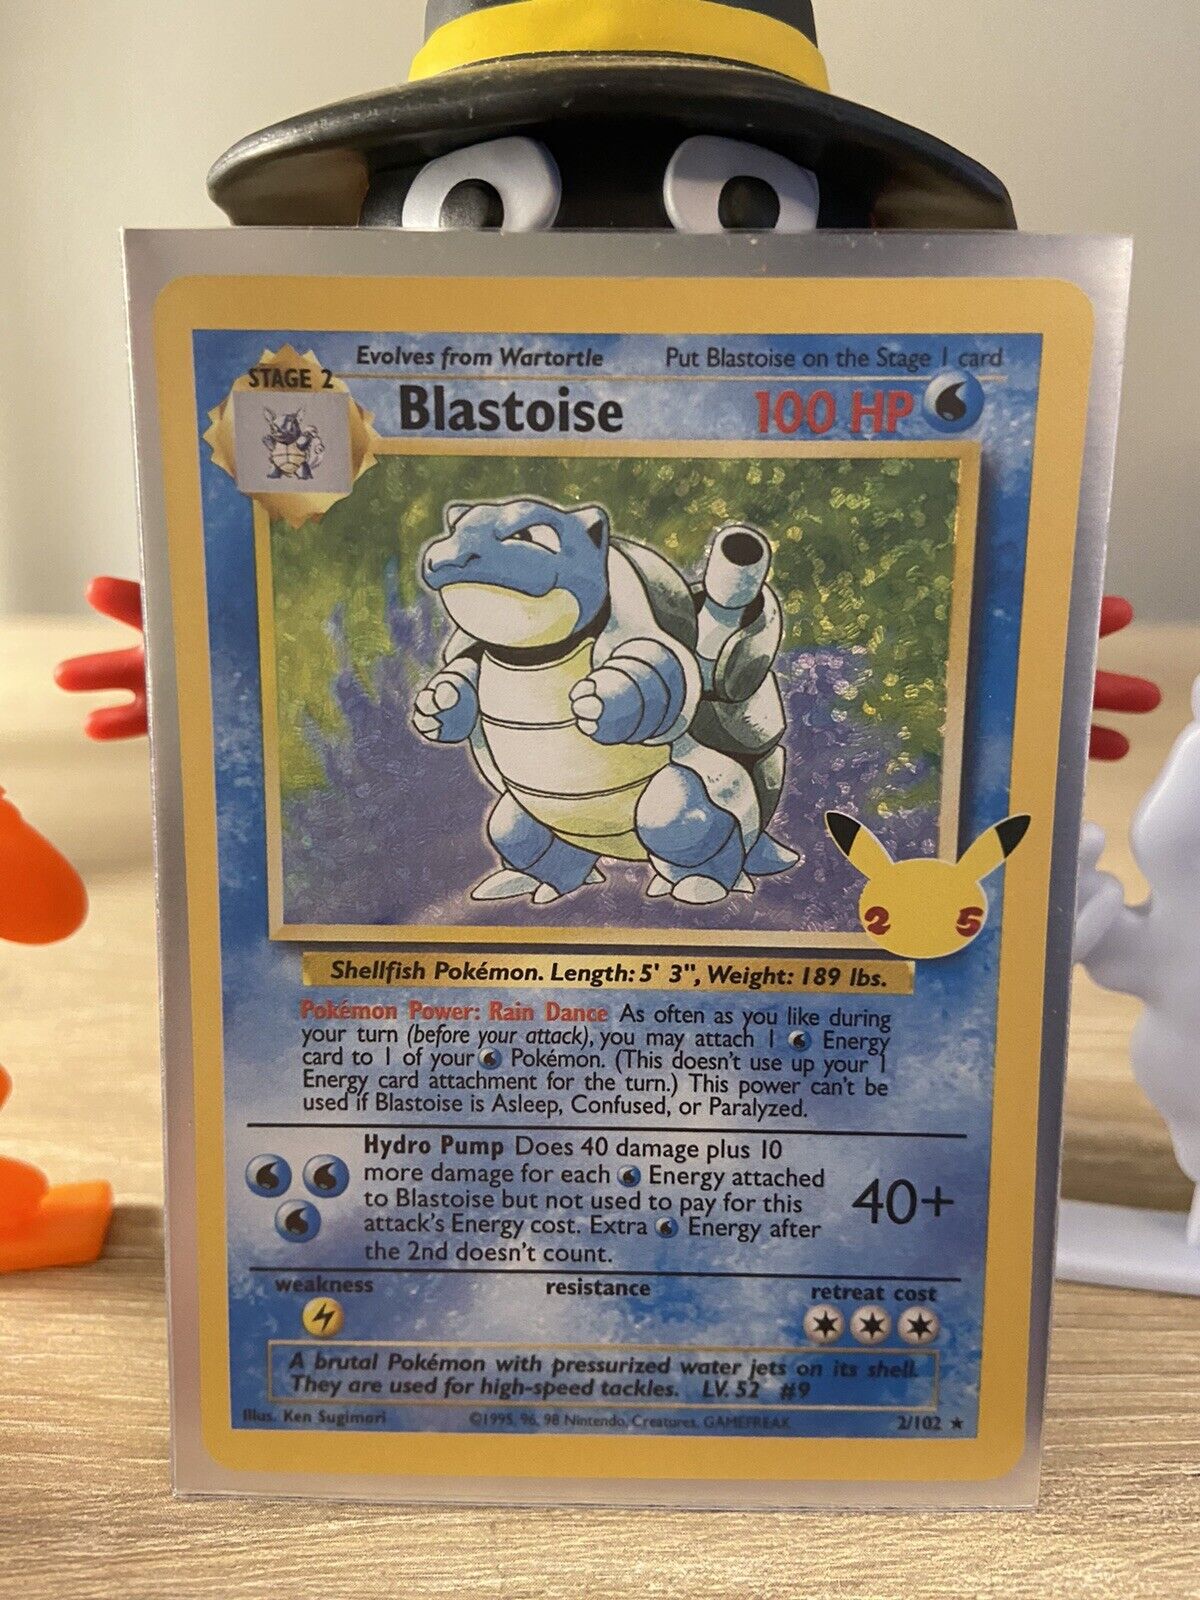 Evolves from Wartortle Put Blastoise on the Stage 1 card
STAGE 2
Blastoise 100 HP
2 5
Shellfish Pokémon. Length: 5' 3", Weight: 189 lbs.
Pokémon Power: Rain Dance As often as you like during
your turn (before your attack), you may attach 1 Energy
card to 1 of your Pokémon. (This doesn't use up your 1
Energy card attachment for the turn.) This power can't be
used if Blastoise is Asleep, Confused, or Paralyzed.
Hydro Pump Does 40 damage plus 10
more damage for each Energy attached
to Blastoise but not used to pay for this
attack's Energy cost. Extra Energy after
the 2nd doesn't count.
40+
weakness resistance retreat cost
A brutal Pokémon with pressurized water jets on its shell.
They are used for high-speed tackles. LV. 52 #9
Illus. Ken Sugimori ©1995, 96, 98 Nintendo, Creatures, GAMEFREAK 2/102 ★